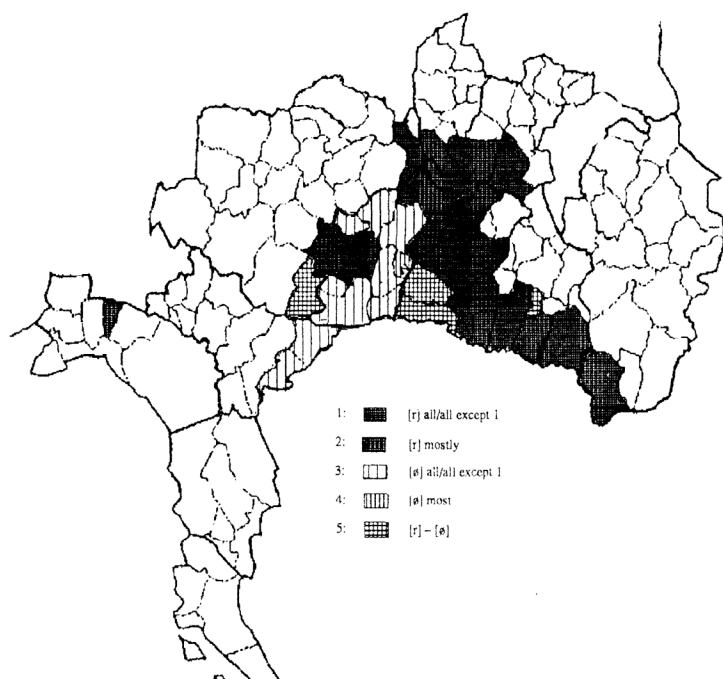 1: [r] all/all except 1
2: [r] mostly
3: [ø] all/all except 1
4: [ø] most
5: [r] – [ø]